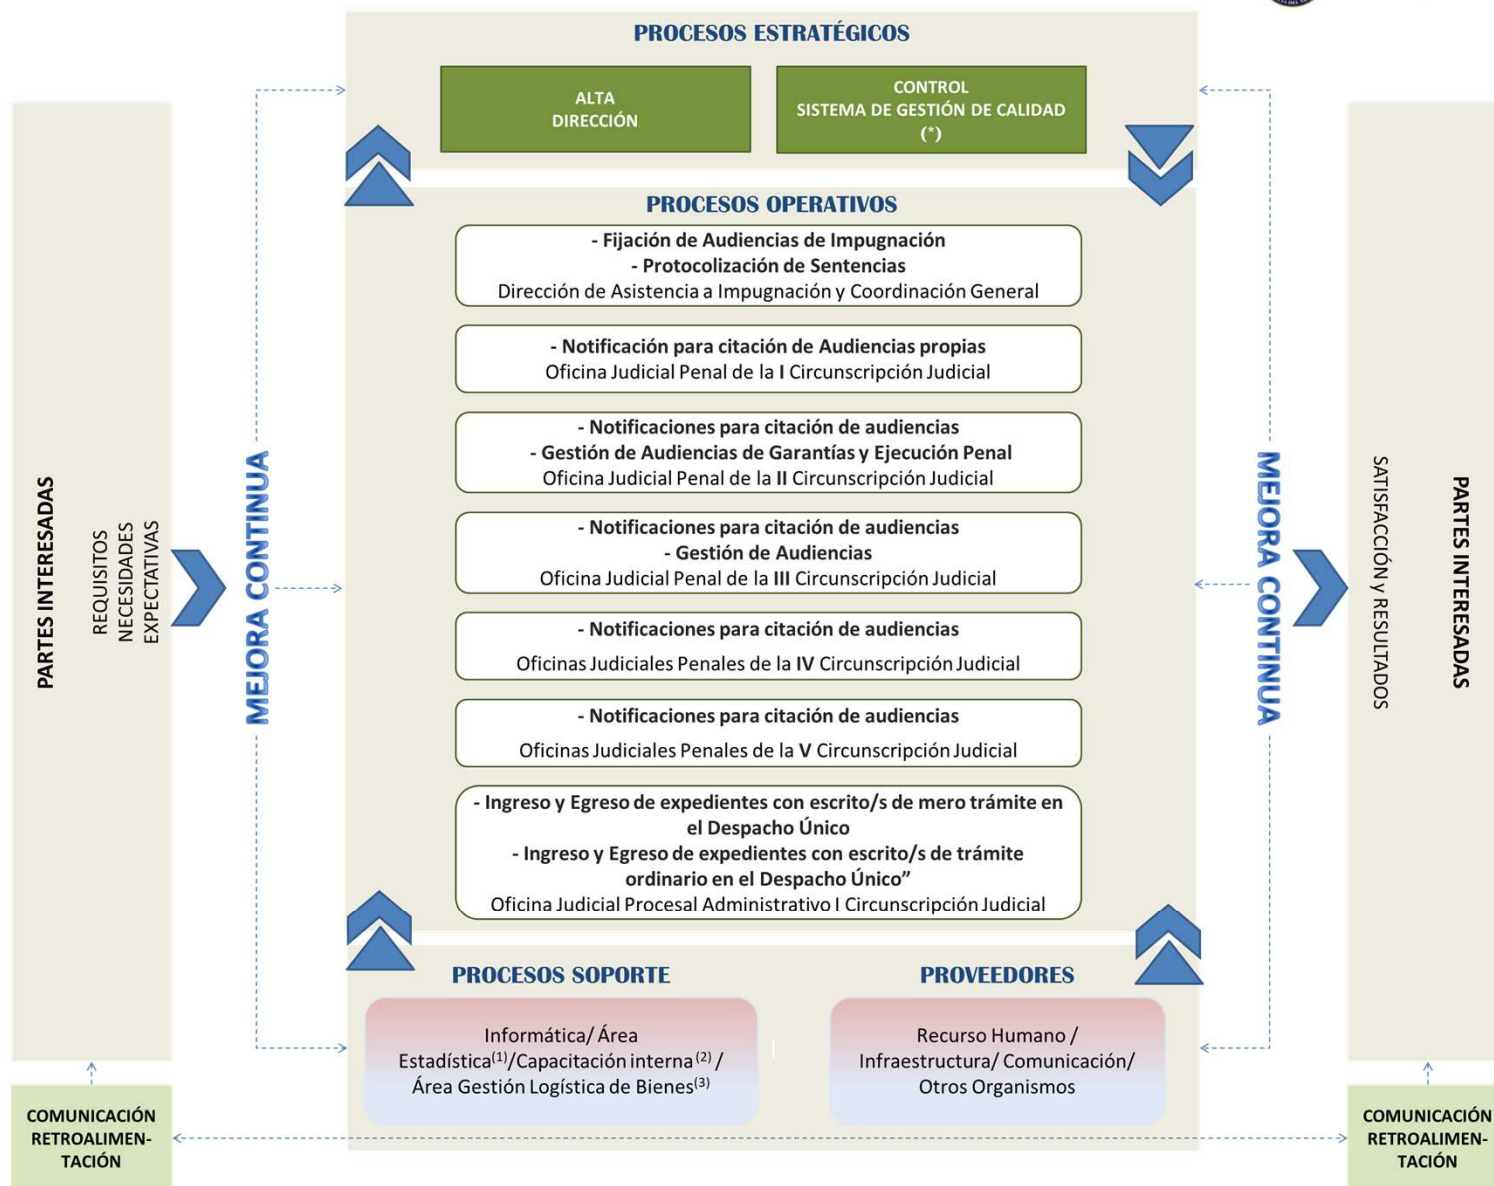 PROCESOS ESTRATÉGICOS
ALTA
DIRECCIÓN
CONTROL
SISTEMA DE GESTIÓN DE CALIDAD
(*)
PROCESOS OPERATIVOS
- Fijación de Audiencias de Impugnación
- Protocolización de Sentencias
Dirección de Asistencia a Impugnación y Coordinación General
- Notificación para citación de Audiencias propias
Oficina Judicial Penal de la I Circunscripción Judicial
- Notificaciones para citación de audiencias
- Gestión de Audiencias de Garantías y Ejecución Penal
Oficina Judicial Penal de la II Circunscripción Judicial
- Notificaciones para citación de audiencias
- Gestión de Audiencias
Oficina Judicial Penal de la III Circunscripción Judicial
- Notificaciones para citación de audiencias
Oficinas Judiciales Penales de la IV Circunscripción Judicial
- Notificaciones para citación de audiencias
Oficinas Judiciales Penales de la V Circunscripción Judicial
- Ingreso y Egreso de expedientes con escrito/s de mero trámite en
el Despacho Único
- Ingreso y Egreso de expedientes con escrito/s de trámite
ordinario en el Despacho Único”
Oficina Judicial Procesal Administrativo I Circunscripción Judicial
PROCESOS SOPORTE
Informática/ Área
Estadística(1)/Capacitación interna(2) /
Área Gestión Logística de Bienes(3)
PROVEEDORES
Recurso Humano /
Infraestructura/ Comunicación/
Otros Organismos
PARTES INTERESADAS
REQUISITOS
NECESIDADES
EXPECTATIVAS
MEJORA CONTINUA
MEJORA CONTINUA
SATISFACCIÓN y RESULTADOS
PARTES INTERESADAS
COMUNICACIÓN
RETROALIMEN-
TACIÓN
COMUNICACIÓN
RETROALIMEN-
TACIÓN